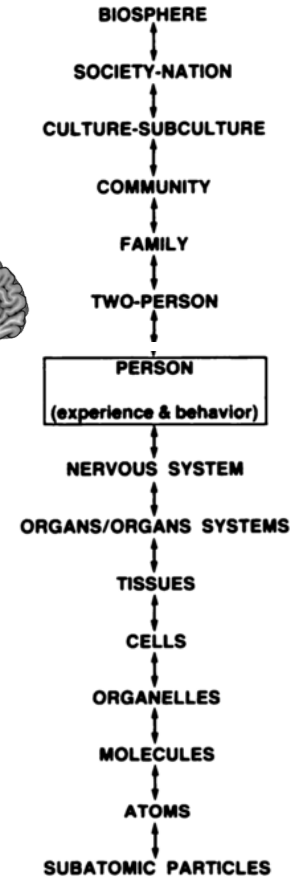 BIOSPHERE
SOCIETY-NATION
CULTURE-SUBCULTURE
COMMUNITY
FAMILY
TWO-PERSON
PERSON
(experience & behavior)
NERVOUS SYSTEM
ORGANS/ORGANS SYSTEMS
TISSUES
CELLS
ORGANELLES
MOLECULES
ATOMS
SUBATOMIC PARTICLES